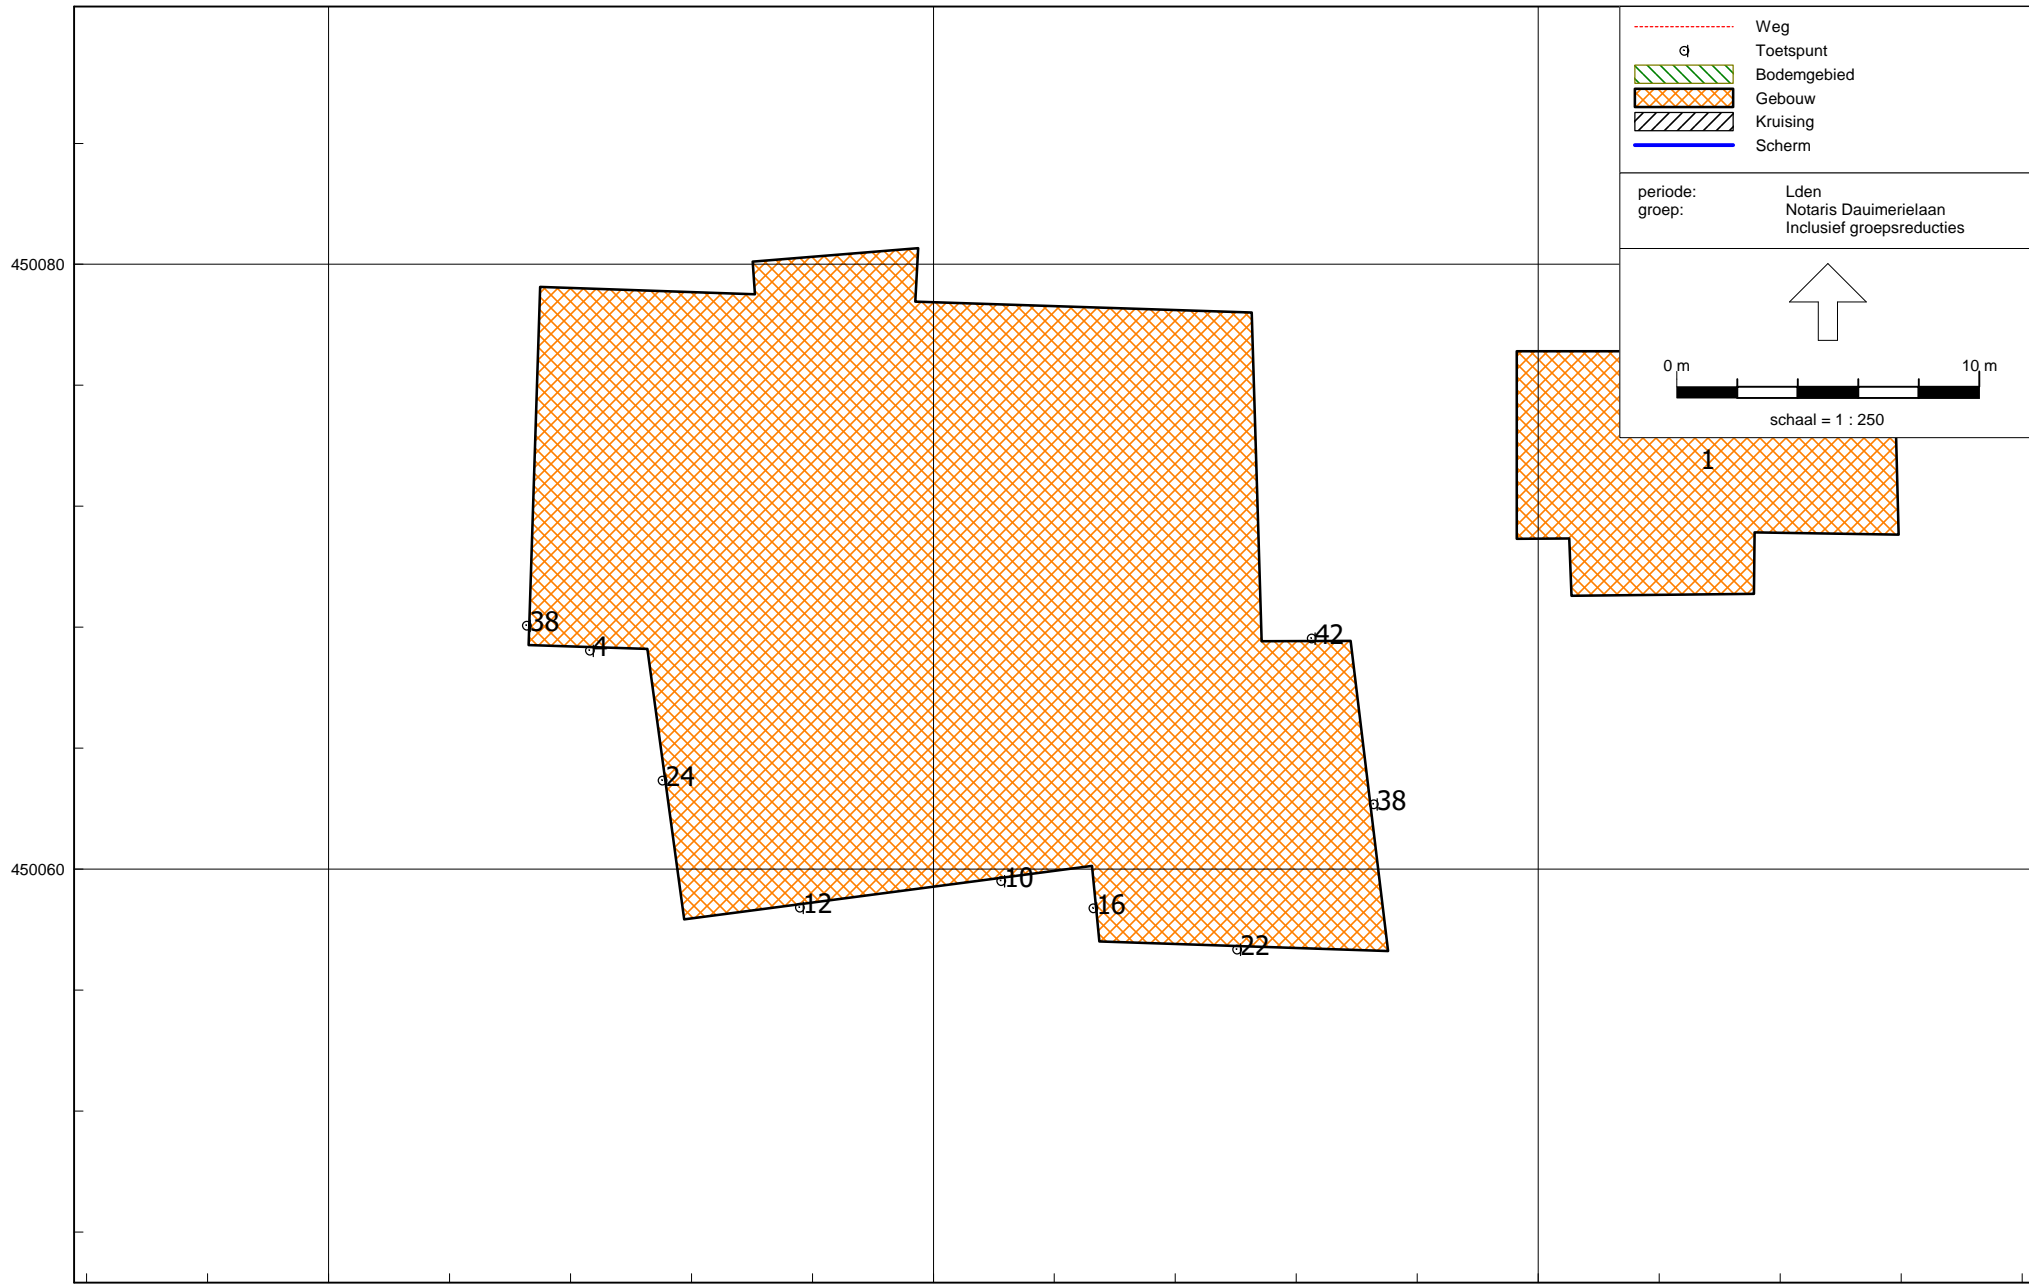 Weg
Toetspunt
Bodemgebied
Gebouw
Kruising
Scherm
periode: Lden
groep: Notaris Dauimerielaan
Inclusief groepsreducties
450080
0 m 10 m
schaal = 1 : 250
1
38
42
4
24
38
450060
10
12
16
22